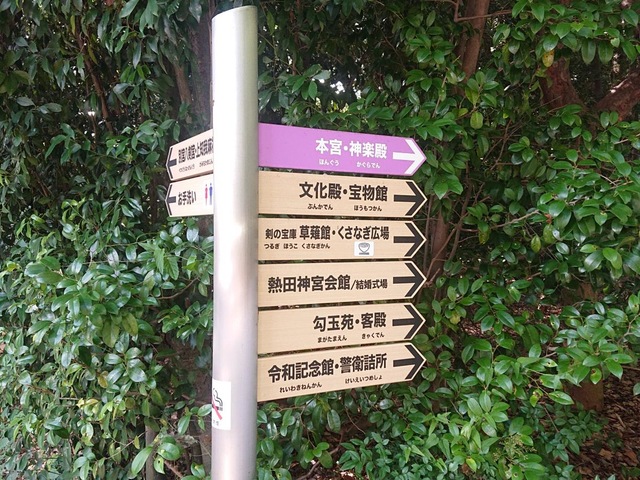 本宮・神楽殿
ほんぐう かぐらでん
文化殿・宝物館
ぶんかでん ほうもつかん
剣の宝庫 草薙館・くさなぎ広場
つるぎ ほうこ くさなぎかん
熱田神宮会館/結婚式場
勾玉苑・客殿
まがたまえん きゃくでん
令和記念館・警衛詰所
れいわきねんかん けいえいつめしょ
お手洗い